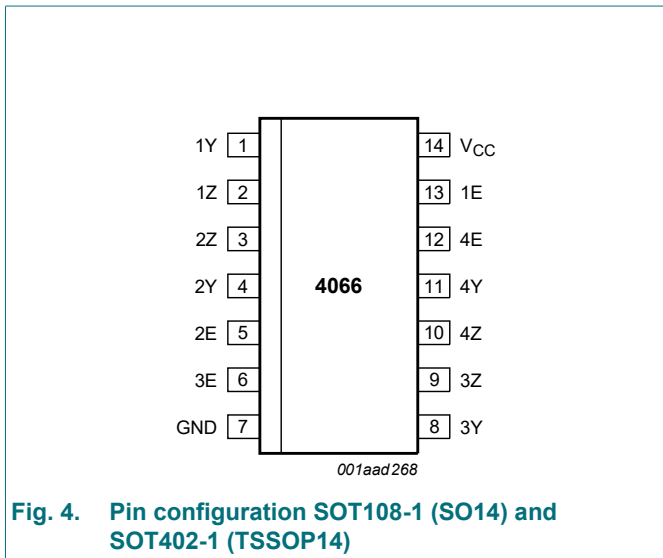 1Y 1 14 VCC
1Z 2 13 1E
2Z 3 12 4E
2Y 4 4066 11 4Y
2E 5 10 4Z
3E 6 9 3Z
GND 7 8 3Y
001aad268
Fig. 4. Pin configuration SOT108-1 (SO14) and
SOT402-1 (TSSOP14)